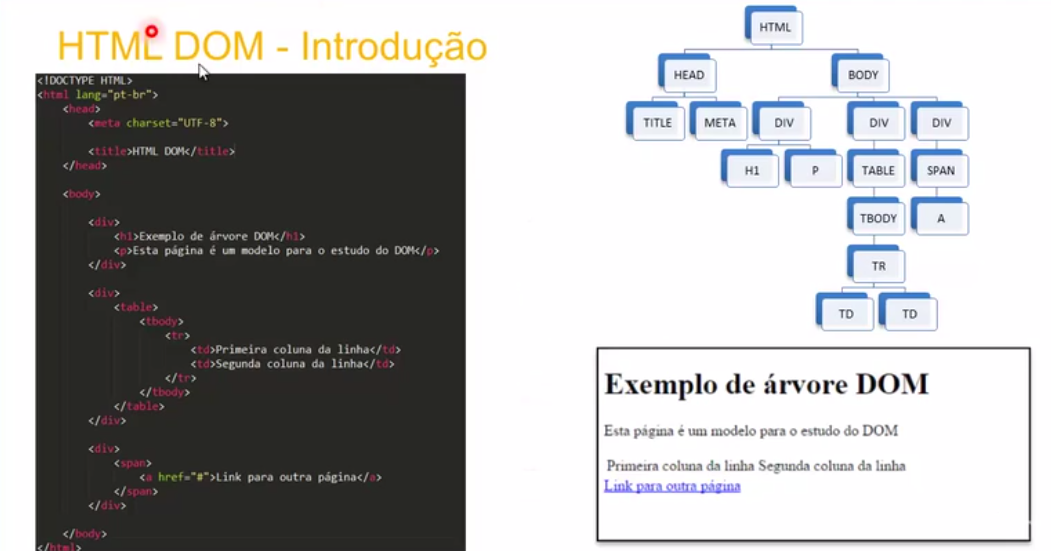 HTML DOM - Introdução
<!DOCTYPE HTML>
<html lang="pt-br">
<head>
<meta charset="UTF-8">
<title>HTML DOM</title>
</head>
<body>
<div>
<h1>Exemplo de árvore DOM</h1>
<p>Esta página é um modelo para o estudo do DOM</p>
</div>
<div>
<table>
<tbody>
<tr>
<td>Primeira coluna da linha</td>
<td>Segunda coluna da linha</td>
</tr>
</tbody>
</table>
</div>
<div>
<span>
<a href="#">Link para outra página</a>
</span>
</div>
</body>
</html>
HTML
HEAD BODY
TITLE META DIV DIV DIV
H1 P TABLE SPAN
TBODY A
TR
TD TD
Exemplo de árvore DOM
Esta página é um modelo para o estudo do DOM
Primeira coluna da linha Segunda coluna da linha
Link para outra página